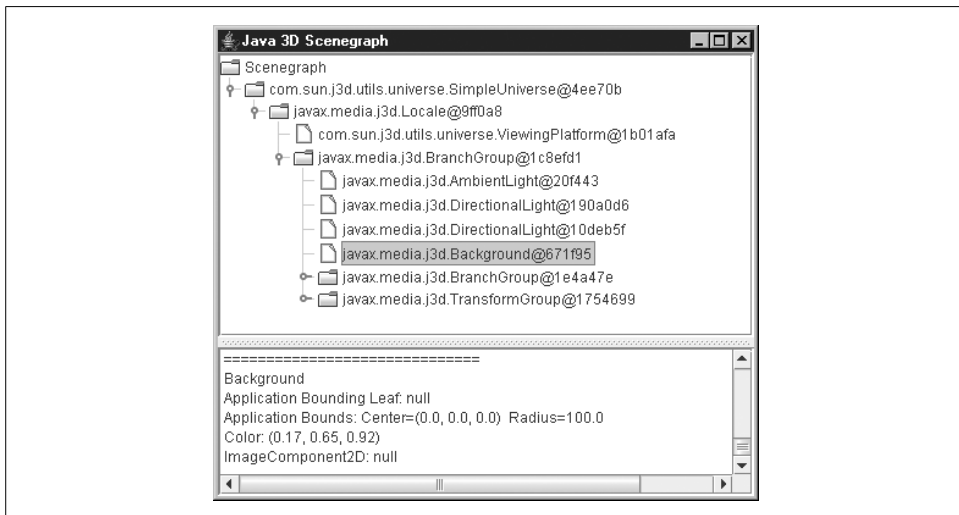 Java 3D Scenegraph
Scenegraph
com.sun.j3d.utils.universe.SimpleUniverse@4ee70b
javax.media.j3d.Locale@9ff0a8
com.sun.j3d.utils.universe.ViewingPlatform@1b01afa
javax.media.j3d.BranchGroup@1c8efd1
javax.media.j3d.AmbientLight@20f443
javax.media.j3d.DirectionalLight@190a0d6
javax.media.j3d.DirectionalLight@10deb5f
javax.media.j3d.Background@671f95
javax.media.j3d.BranchGroup@1e4a47e
javax.media.j3d.TransformGroup@1754699
==============================
Background
Application Bounding Leaf: null
Application Bounds: Center=(0.0, 0.0, 0.0) Radius=100.0
Color: (0.17, 0.65, 0.92)
ImageComponent2D: null